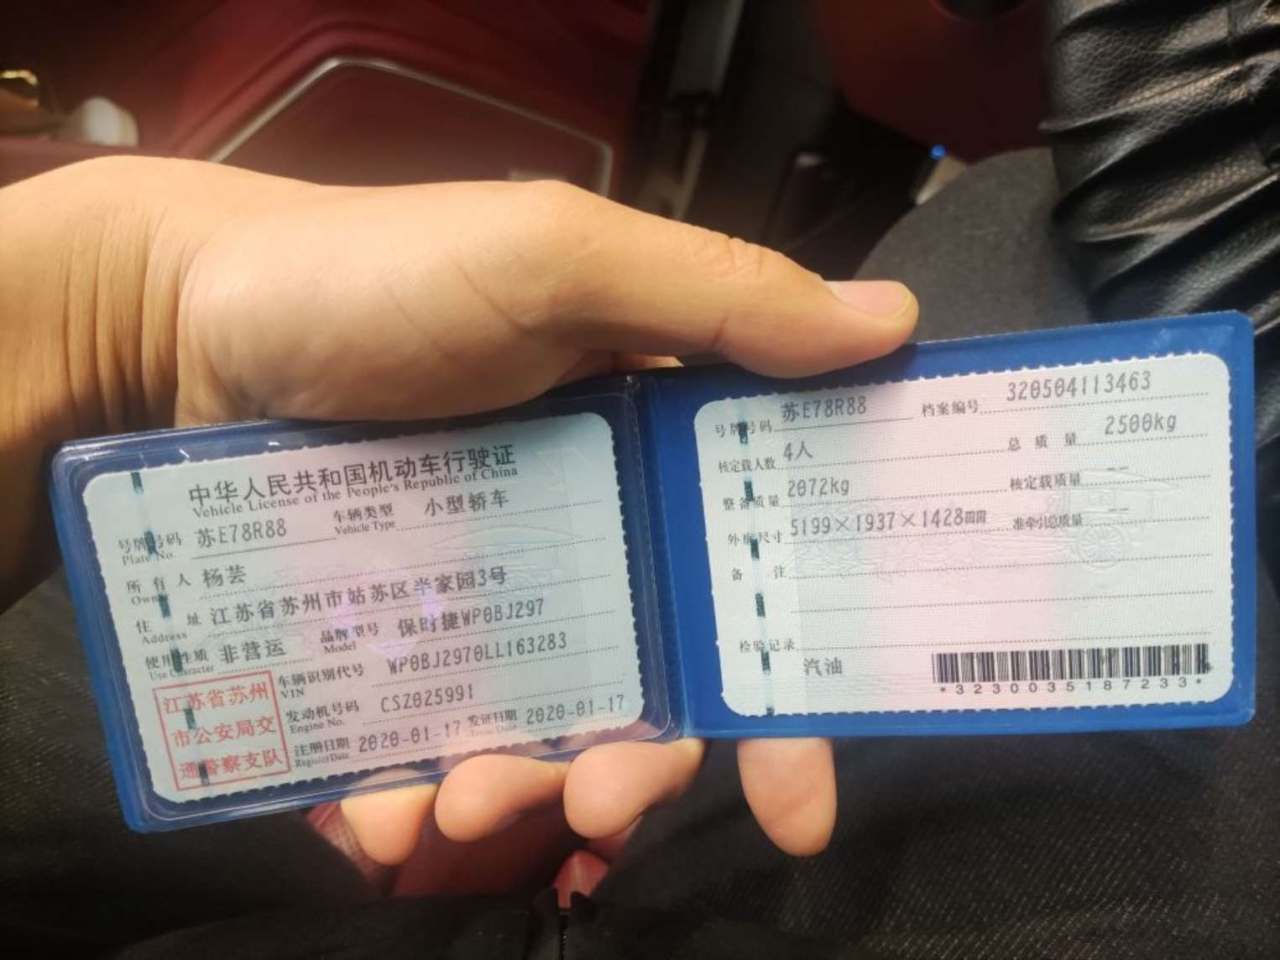 中华人民共和国机动车行驶证
Vehicle License of the People's Republic of China
号牌号码 苏E78R88 车辆类型 小型轿车
Plate No. Vehicle Type
所有人 杨芸
Owner
住址 江苏省苏州市姑苏区半家园3号
Address
使用性质 非营运 品牌型号 保时捷WP0BJ297
Use Character Model
车辆识别代号 WP0BJ2970LL163283
VIN
发动机号码 CSZ025991
Engine No.
注册日期 2020-01-17 发证日期 2020-01-17
Register Date Issue Date
江苏省苏州
市公安局交
通警察支队
号牌号码 苏E78R88 档案编号 320504113463
核定载人数 4人 总质量 2500kg
整备质量 2072kg 核定载质量 --
外廓尺寸 5199×1937×1428mm 准牵引总质量 --
备注
检验记录
汽油
*3230035187233*